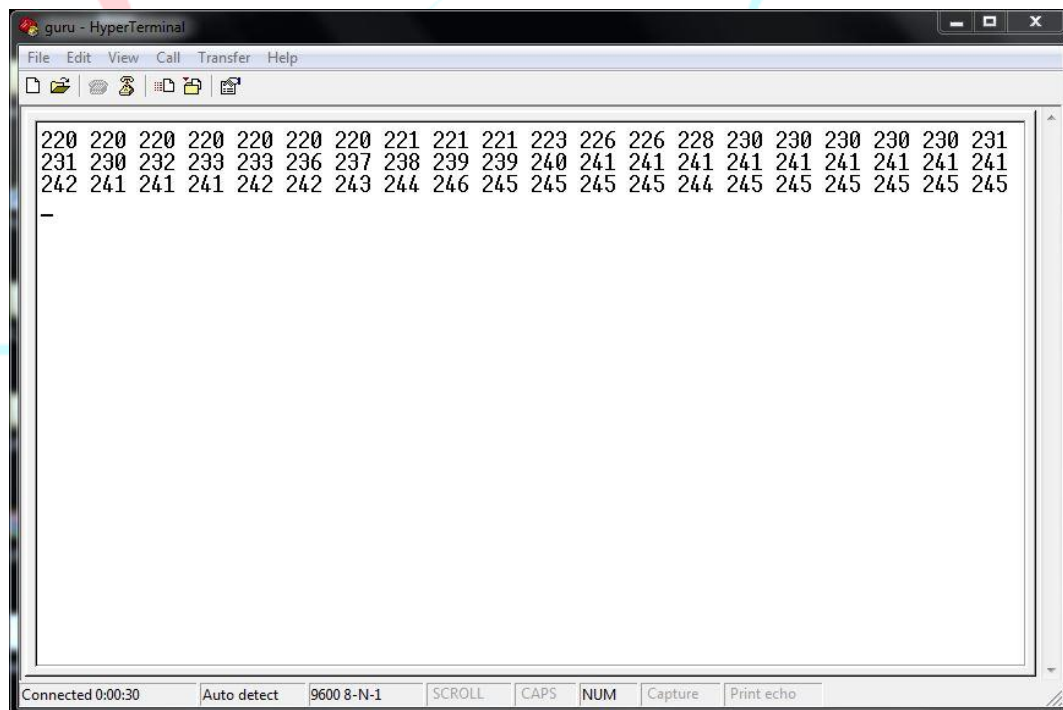 guru - HyperTerminal
File Edit View Call Transfer Help
220 220 220 220 220 220 220 221 221 221 223 226 226 228 230 230 230 230 230 231
231 230 232 233 233 236 237 238 239 239 240 241 241 241 241 241 241 241 241 241
242 241 241 241 242 242 243 244 246 245 245 245 245 244 245 245 245 245 245 245
Connected 0:00:30 Auto detect 9600 8-N-1 SCROLL CAPS NUM Capture Print echo